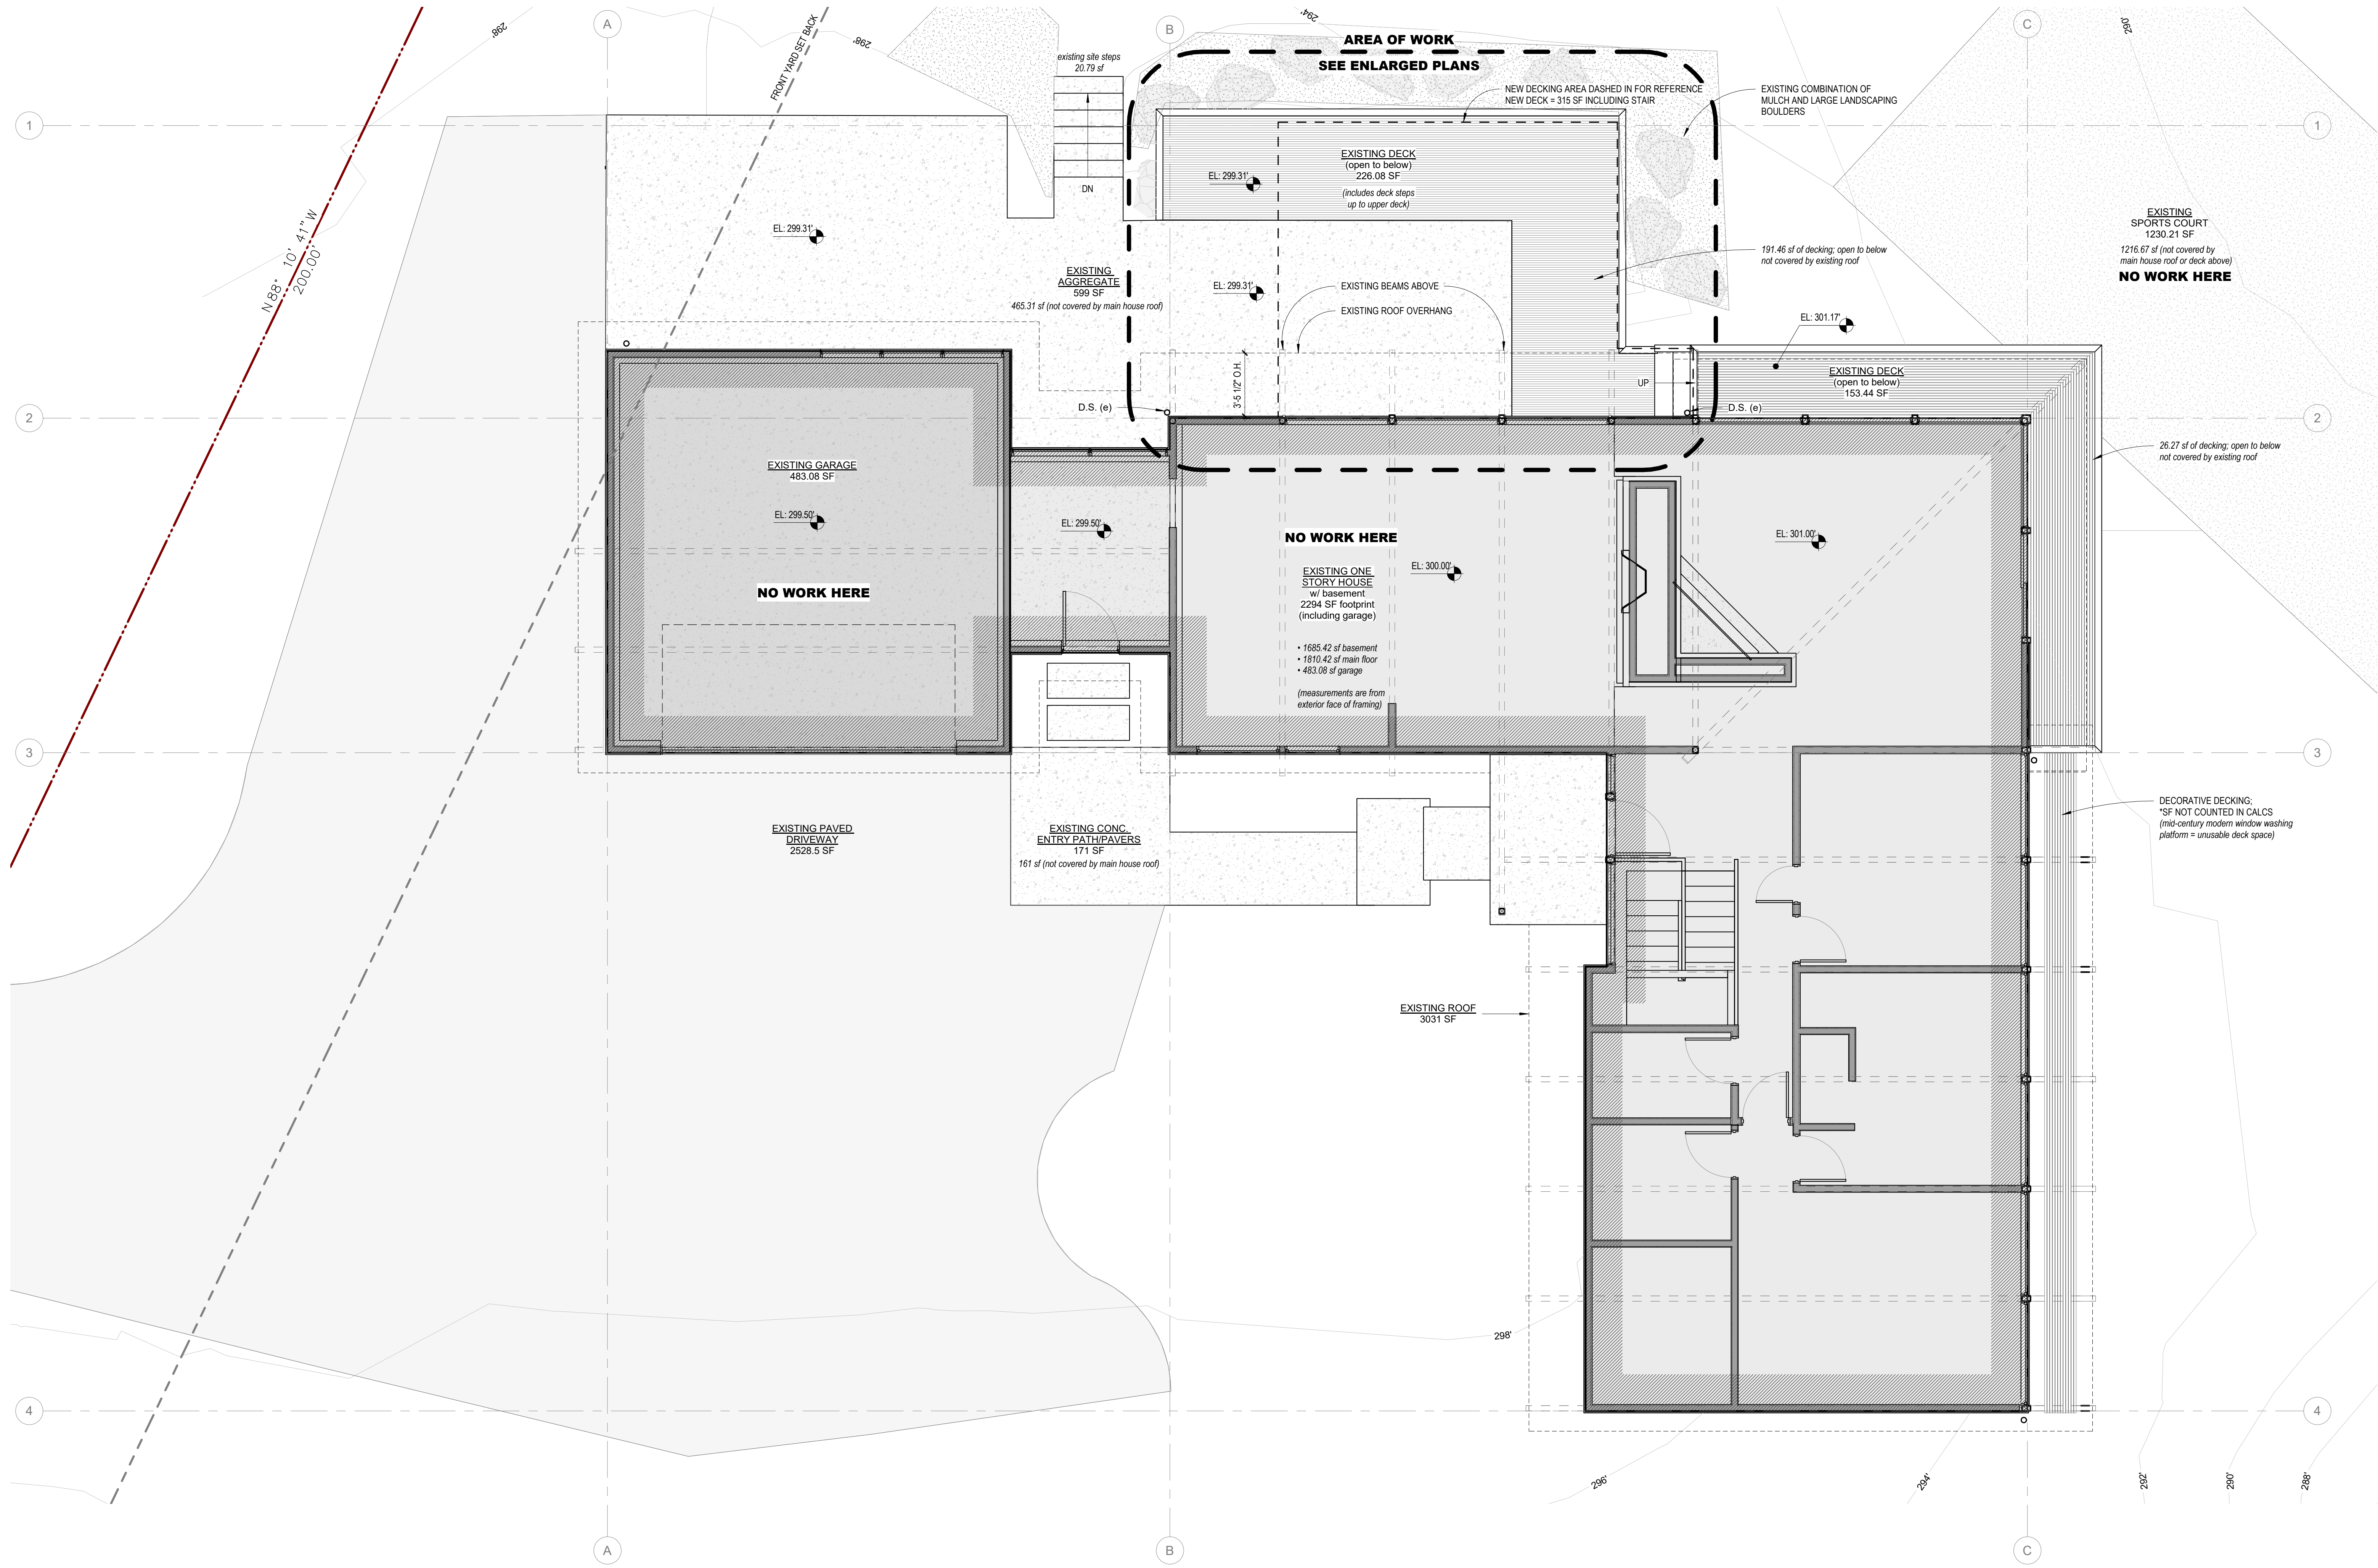 A
B
C
298'
298'
294'
290'
FRONT YARD SET BACK
existing site steps
20.79 sf
AREA OF WORK
SEE ENLARGED PLANS
NEW DECKING AREA DASHED IN FOR REFERENCE
NEW DECK = 315 SF INCLUDING STAIR
EXISTING COMBINATION OF
MULCH AND LARGE LANDSCAPING
BOULDERS
1
1
EXISTING DECK
(open to below)
226.08 SF
(includes deck steps
up to upper deck)
EL: 299.31'
DN
N 88° 10' 41" W
200.00'
EL: 299.31'
EXISTING
SPORTS COURT
1230.21 SF
1216.67 sf (not covered by
main house roof or deck above)
NO WORK HERE
191.46 sf of decking; open to below
not covered by existing roof
EXISTING
AGGREGATE
599 SF
465.31 sf (not covered by main house roof)
EL: 299.31'
EXISTING BEAMS ABOVE
EXISTING ROOF OVERHANG
EL: 301.17'
3'-5 1/2" O.H.
UP
EXISTING DECK
(open to below)
153.44 SF
D.S. (e)
D.S. (e)
2
2
26.27 sf of decking; open to below
not covered by existing roof
EXISTING GARAGE
483.08 SF
EL: 299.50'
EL: 299.50'
NO WORK HERE
EL: 301.00'
EXISTING ONE
STORY HOUSE
w/ basement
2294 SF footprint
(including garage)
EL: 300.00'
NO WORK HERE
• 1685.42 sf basement
• 1810.42 sf main floor
• 483.08 sf garage
(measurements are from
exterior face of framing)
3
3
EXISTING PAVED
DRIVEWAY
2528.5 SF
EXISTING CONC.
ENTRY PATH/PAVERS
171 SF
161 sf (not covered by main house roof)
DECORATIVE DECKING;
*SF NOT COUNTED IN CALCS
(mid-century modern window washing
platform = unusable deck space)
EXISTING ROOF
3031 SF
298'
4
4
296'
294'
292'
290'
288'
A
B
C